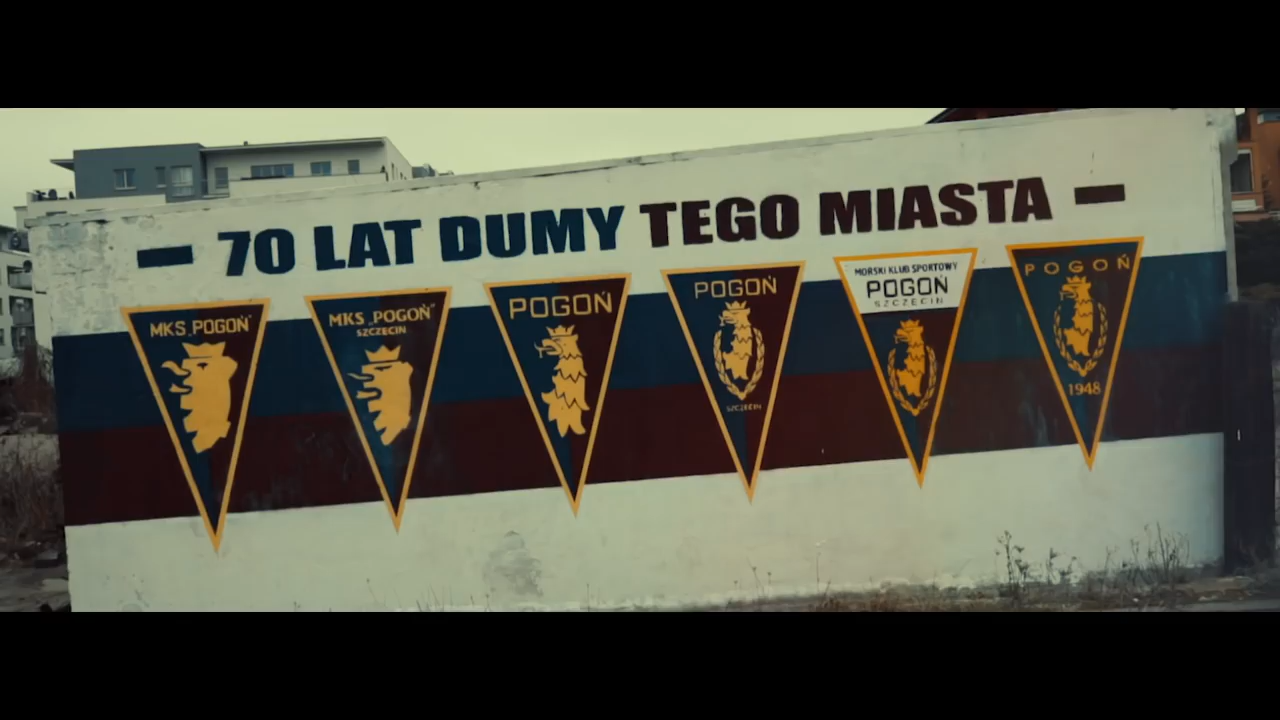 - 70 LAT DUMY TEGO MIASTA -
MKS „POGOŃ"
MKS „POGOŃ"
SZCZECIN
POGOŃ
POGOŃ
SZCZECIN
MORSKI KLUB SPORTOWY
POGOŃ
SZCZECIN
POGOŃ
1948